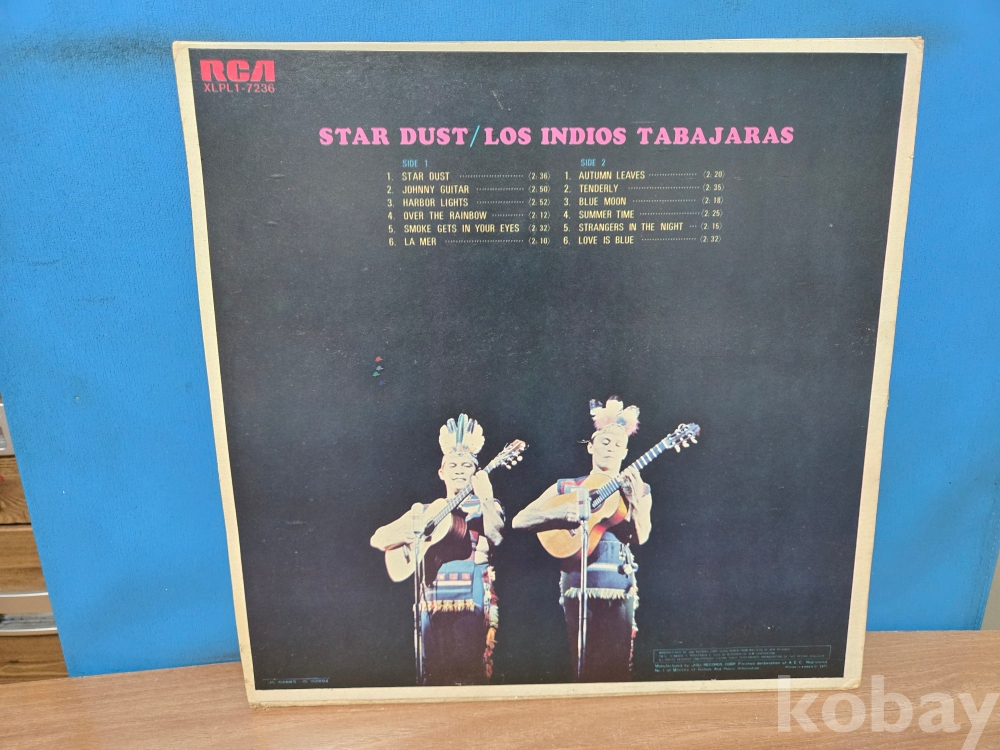 RCA
XLPL1-7236
STAR DUST/LOS INDIOS TABAJARAS
SIDE 1
1. STAR DUST (2:36)
2. JOHNNY GUITAR (2:50)
3. HARBOR LIGHTS (2:52)
4. OVER THE RAINBOW (2:12)
5. SMOKE GETS IN YOUR EYES (2:32)
6. LA MER (2:10)
SIDE 2
1. AUTUMN LEAVES (2:20)
2. TENDERLY (2:35)
3. BLUE MOON (2:18)
4. SUMMER TIME (2:25)
5. STRANGERS IN THE NIGHT (2:15)
6. LOVE IS BLUE (2:32)
Manufactured by
kobay